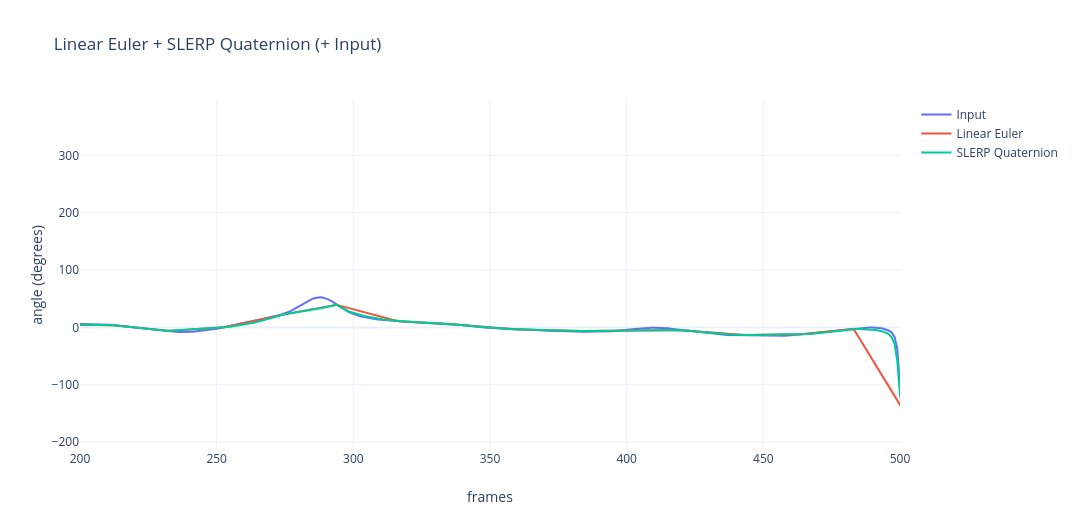 Linear Euler + SLERP Quaternion (+ Input)
Input
Linear Euler
SLERP Quaternion
angle (degrees)
300
200
100
0
−100
−200
200 250 300 350 400 450 500
frames